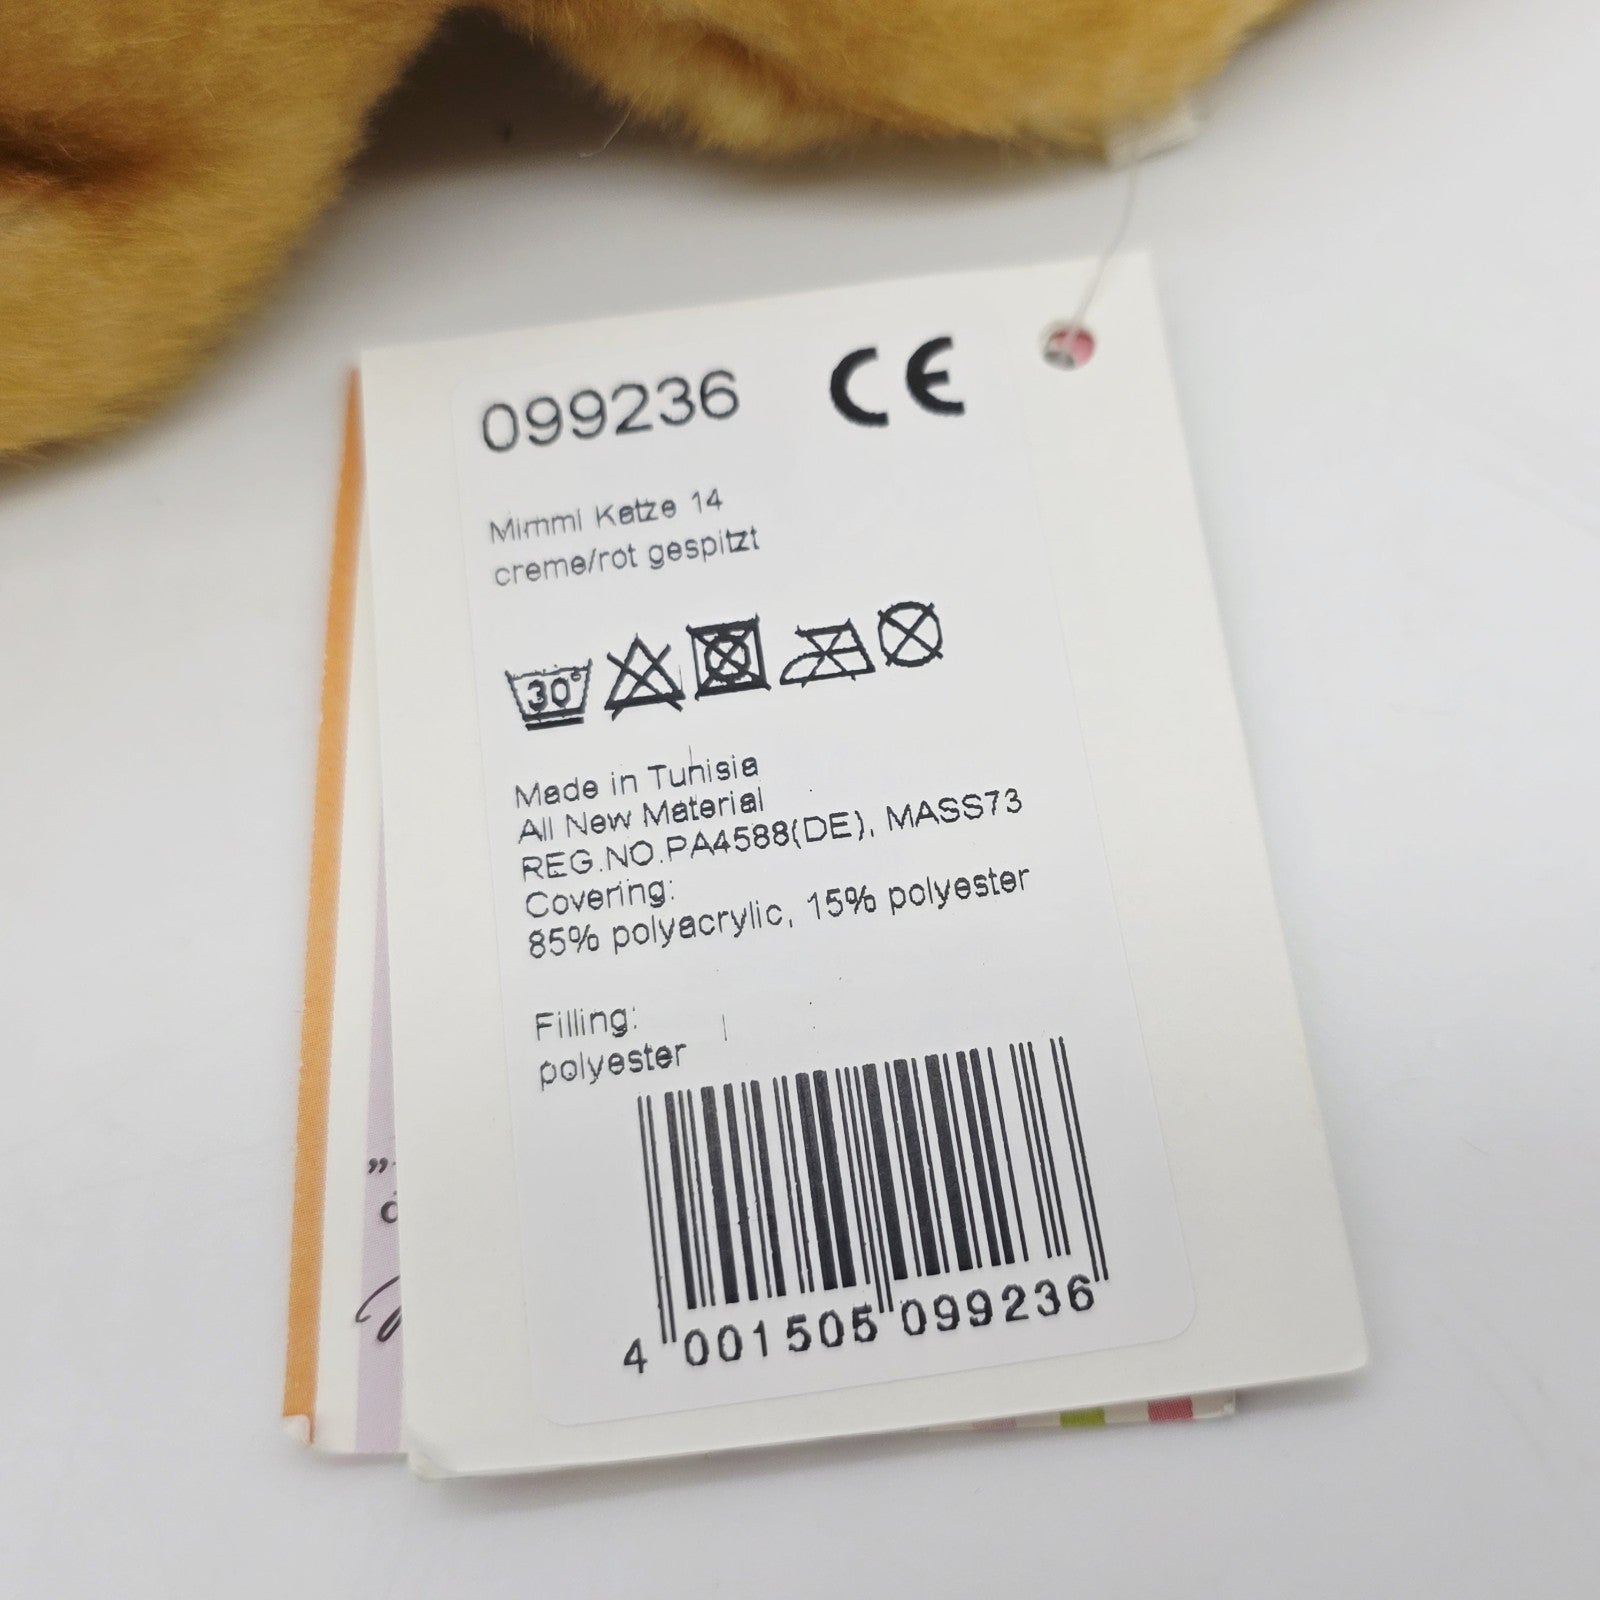 099236 CE
Mimmi Katze 14
creme/rot gespitzt
30°
Made in Tunisia
All New Material
REG.NO.PA4588(DE), MASS73
Covering:
85% polyacrylic, 15% polyester
Filling:
polyester
4 001505 099236